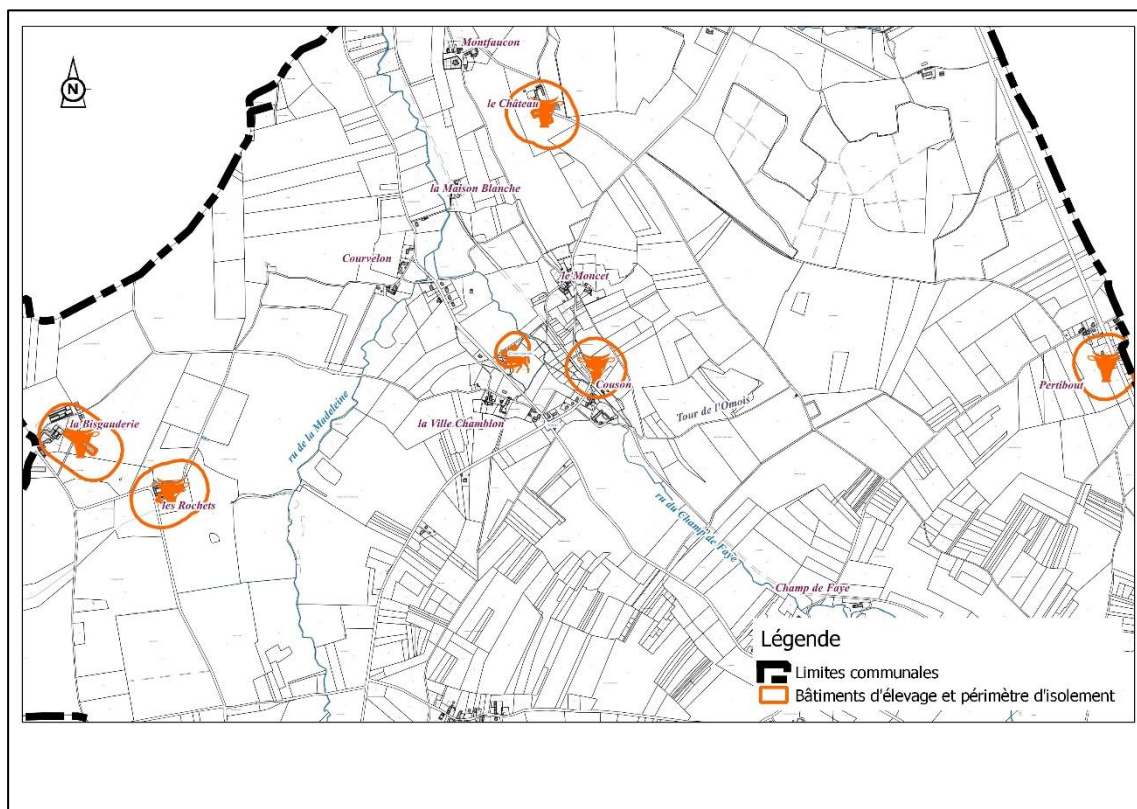 Montfaucon
N
le Château
la Maison Blanche
Courvelon
le Moncet
Couson
Pertibout
Tour de l'Omois
la Ville Chamblon
la Bisgauderie
ru de la Madeleine
les Rochets
ru du Champ de Faye
Champ de Faye
Légende
Limites communales
Bâtiments d'élevage et périmètre d'isolement